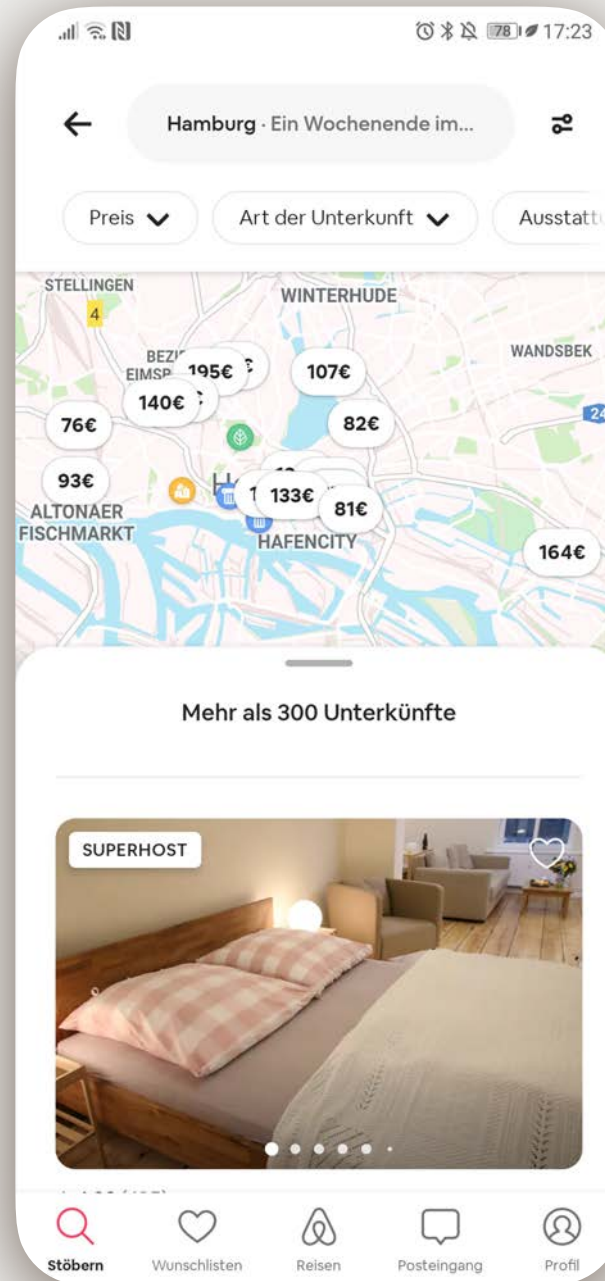 78 17:23
Hamburg · Ein Wochenende im...
Preis
Art der Unterkunft
STELLINGEN
4
WINTERHUDE
WANDSBEK
195€
107€
140€
76€
82€
24
93€
133€
81€
ALTONAER
FISCHMARKT
HAFENCITY
164€
Mehr als 300 Unterkünfte
SUPERHOST
Stöbern Wunschlisten Reisen Posteingang Profil